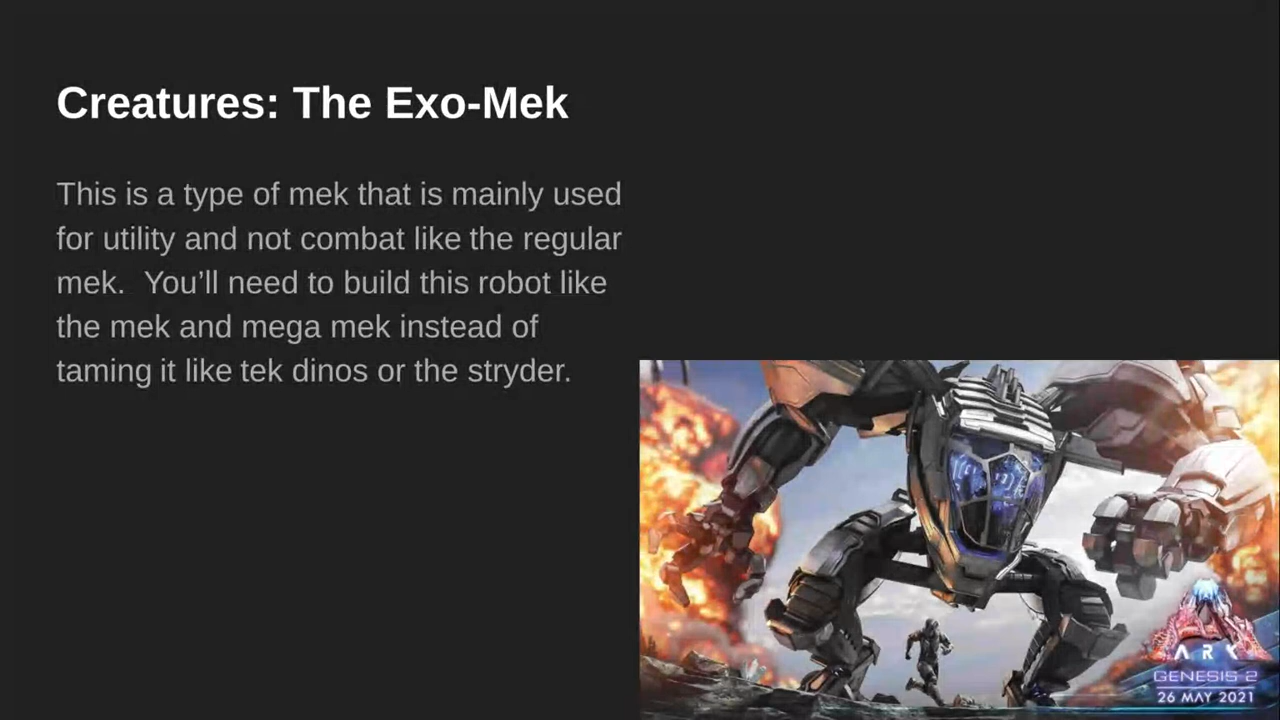 Creatures: The Exo-Mek
This is a type of mek that is mainly used
for utility and not combat like the regular
mek.  You’ll need to build this robot like
the mek and mega mek instead of
taming it like tek dinos or the stryder.
ARK
GENESIS 2
26 MAY 2021